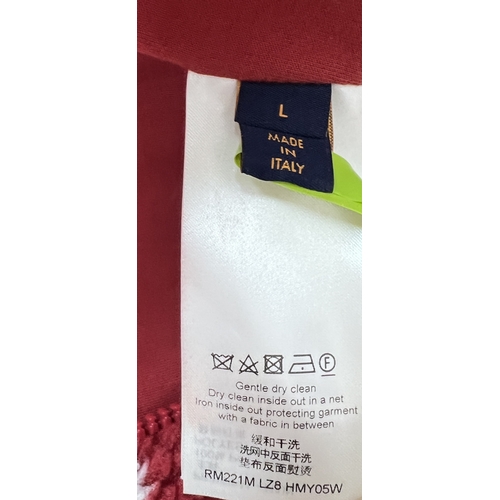 L
MADE
IN
ITALY
Gentle dry clean
Dry clean inside out in a net
Iron inside out protecting garment
with a fabric in between
缓和干洗
洗网中反面干洗
垫布反面熨烫
RM221M LZ8 HMY05W